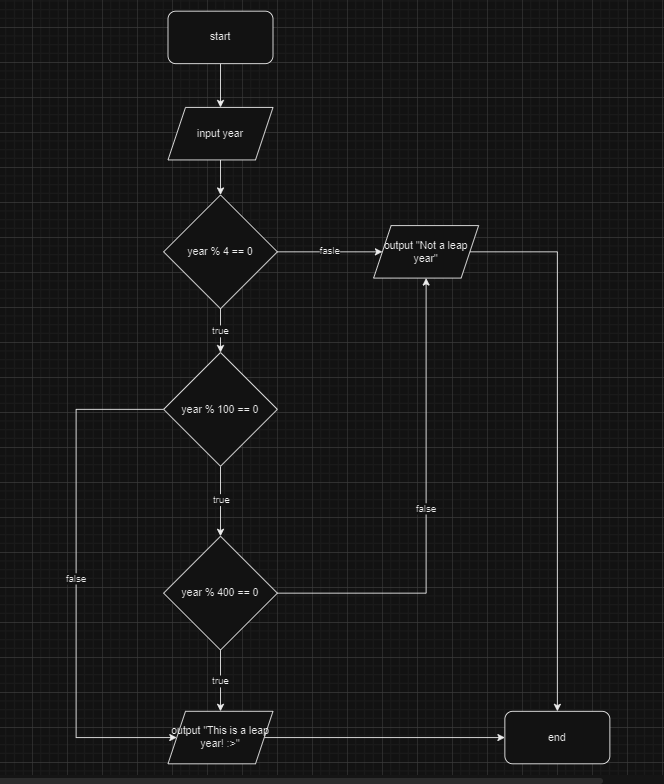 start
input year
year % 4 == 0
fasle
output "Not a leap
year"
true
year % 100 == 0
true
false
false
year % 400 == 0
true
output "This is a leap
year! :>"
end